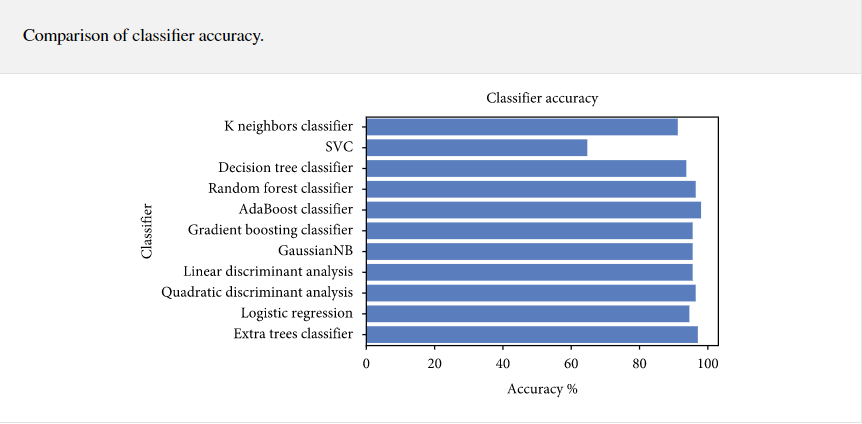 Comparison of classifier accuracy.
Classifier accuracy
K neighbors classifier
SVC
Decision tree classifier
Random forest classifier
AdaBoost classifier
Gradient boosting classifier
GaussianNB
Linear discriminant analysis
Quadratic discriminant analysis
Logistic regression
Extra trees classifier
Classifier
0 20 40 60 80 100
Accuracy %